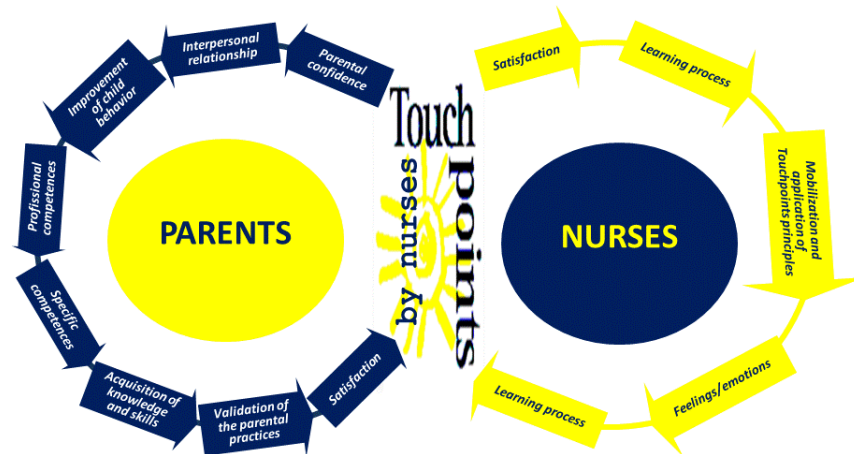 Parental
confidence
Interpersonal
relationship
Improvement
of child
behavior
Profissional
competences
Specific
competences
Acquisition of
knowledge
and skills
Validation of
the parental
practices
Satisfaction
PARENTS
Touch
points
by nurses
NURSES
Satisfaction
Learning process
Mobilization and
application of
Touchpoints principles
Feelings/emotions
Learning process